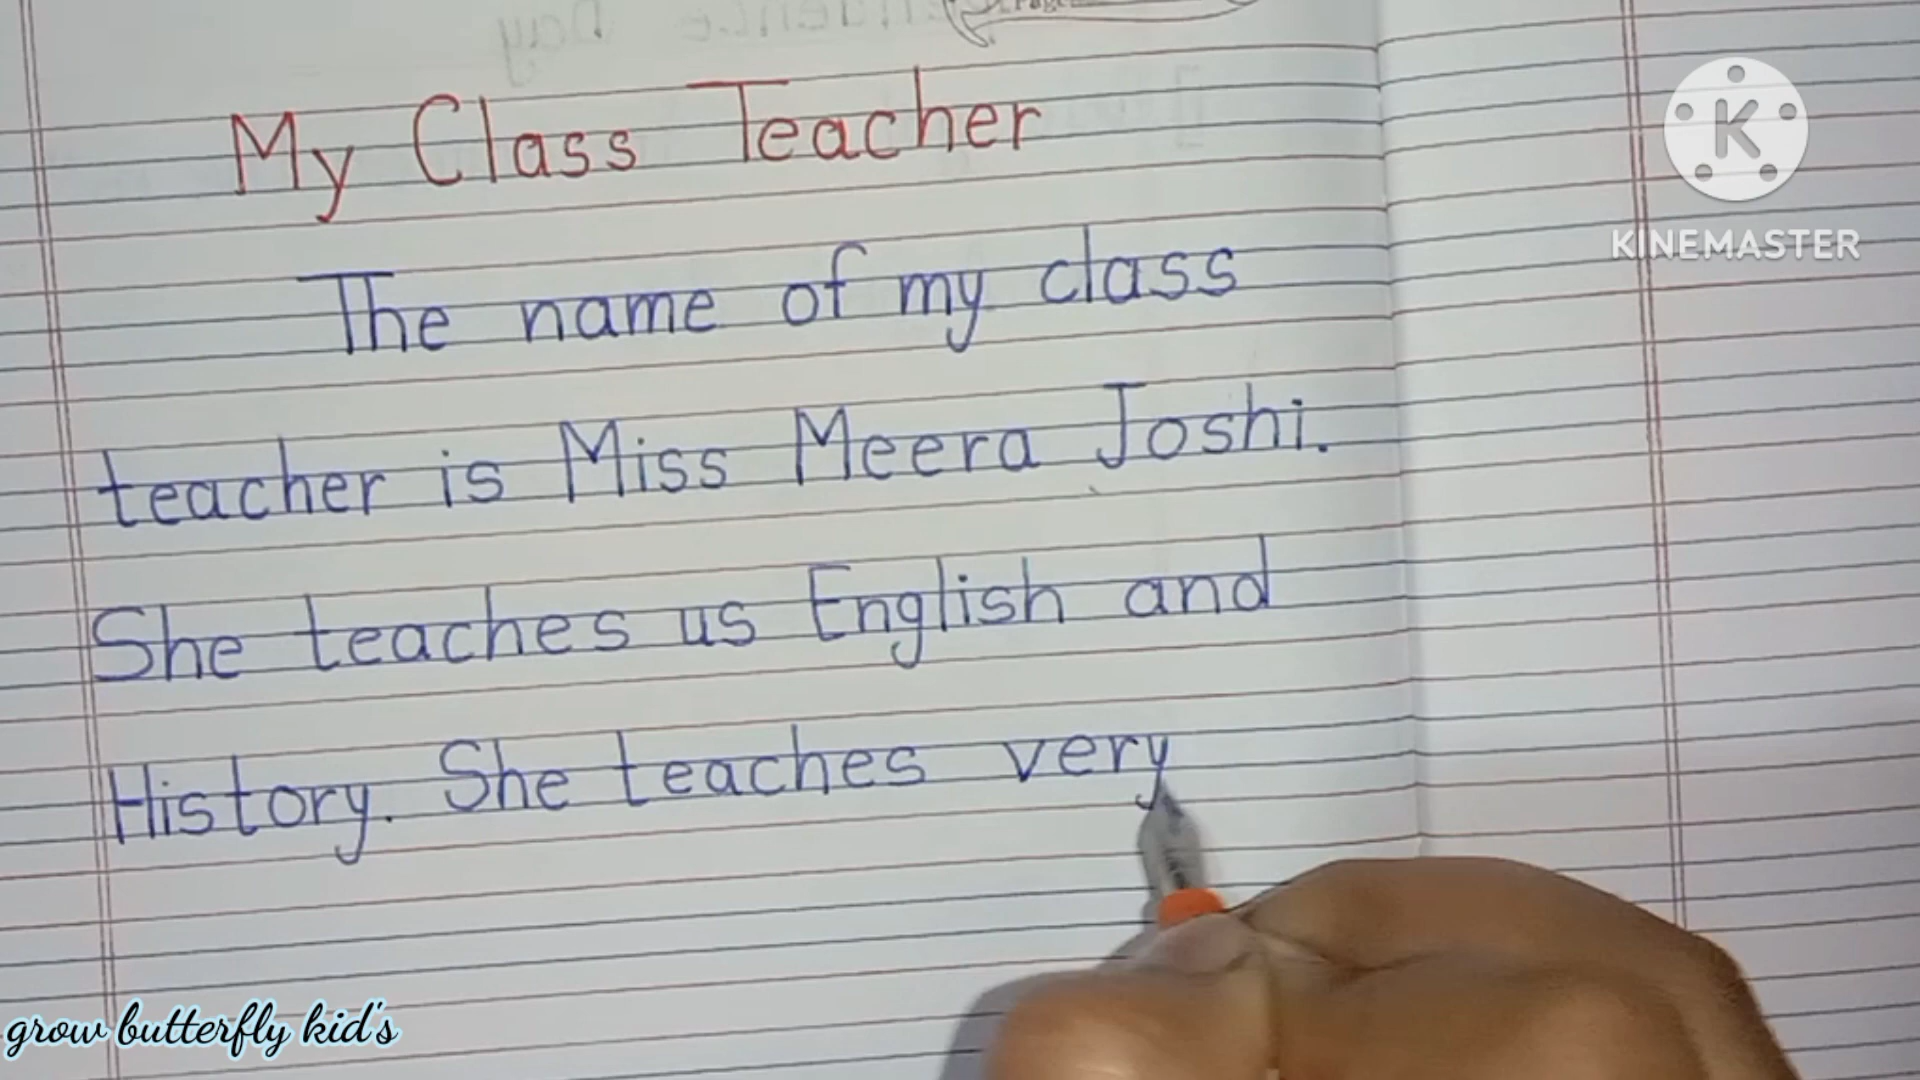 My Class Teacher
The name of my class
teacher is Miss Meera Joshi.
She teaches us English and
History. She teaches very
K
KINEMASTER
grow butterfly kid's